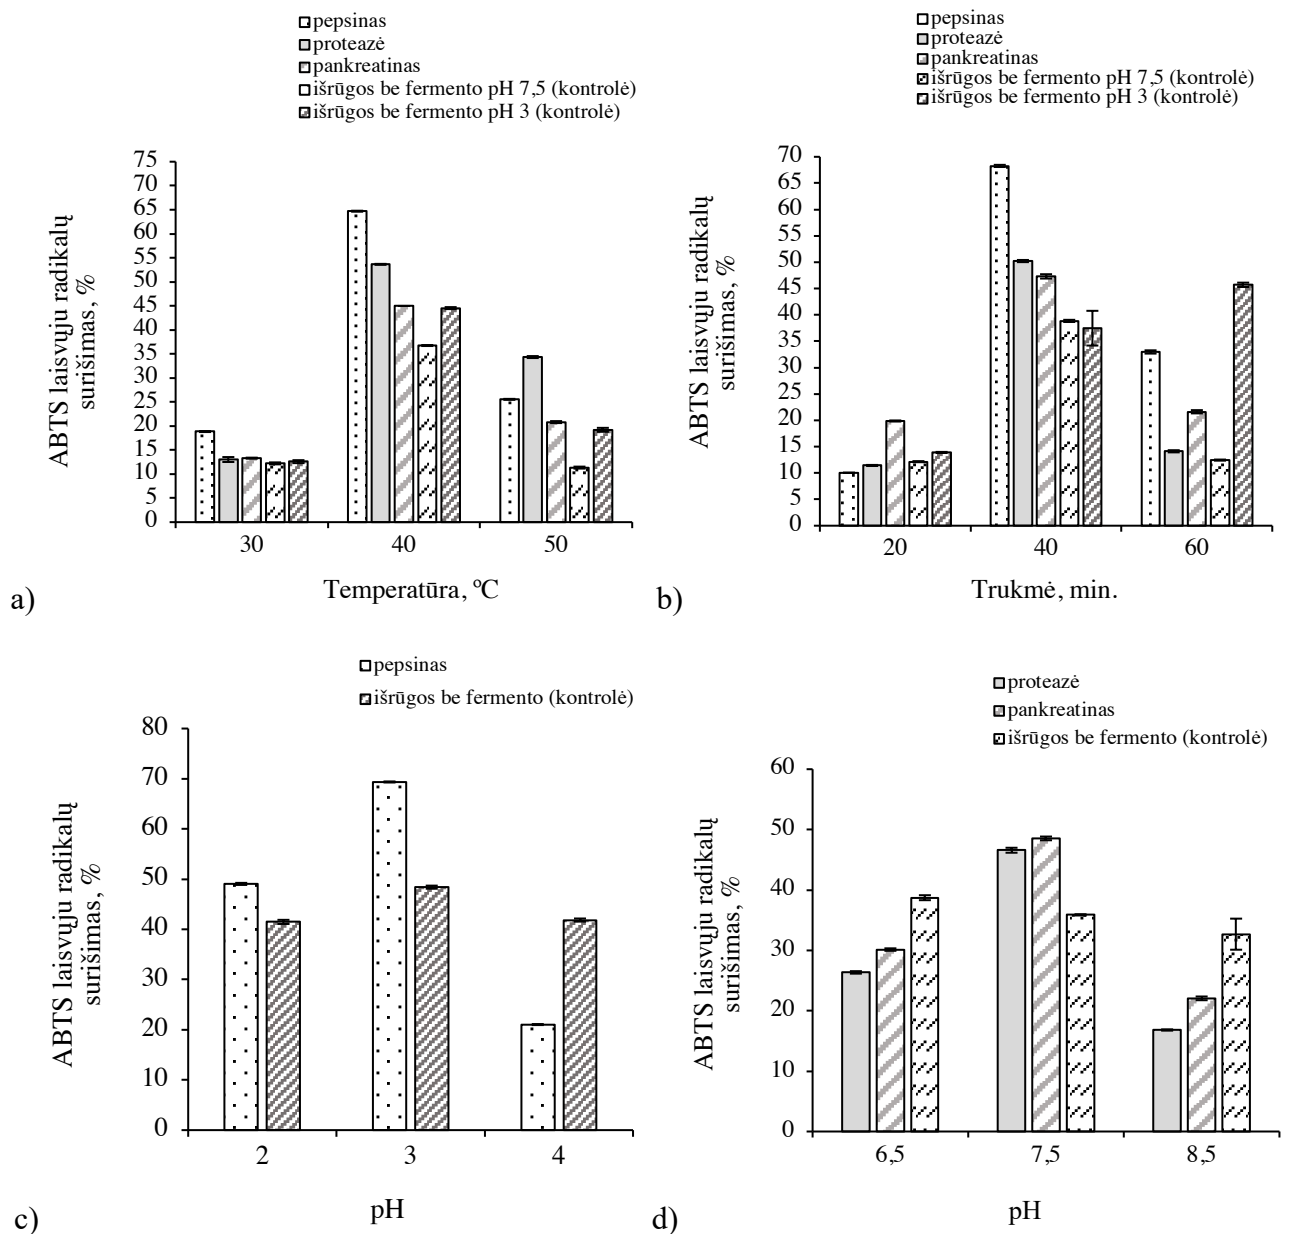 pepsinas
proteazė
pankreatinas
išrūgos be fermento pH 7,5 (kontrolė)
išrūgos be fermento pH 3 (kontrolė)
ABTS laisvųju radikalų
surišimas, %
75
70
65
60
55
50
45
40
35
30
25
20
15
10
5
0
30 40 50
Temperatūra, ºC
a)
pepsinas
proteazė
pankreatinas
išrūgos be fermento pH 7,5 (kontrolė)
išrūgos be fermento pH 3 (kontrolė)
ABTS laisvųju radikalų
surišimas, %
70
65
60
55
50
45
40
35
30
25
20
15
10
5
0
20 40 60
Trukmė, min.
b)
pepsinas
išrūgos be fermento (kontrolė)
ABTS laisvųju radikalų
surišimas, %
80
70
60
50
40
30
20
10
0
2 3 4
pH
c)
proteazė
pankreatinas
išrūgos be fermento (kontrolė)
ABTS laisvųju radikalų
surišimas, %
60
50
40
30
20
10
0
6,5 7,5 8,5
pH
d)